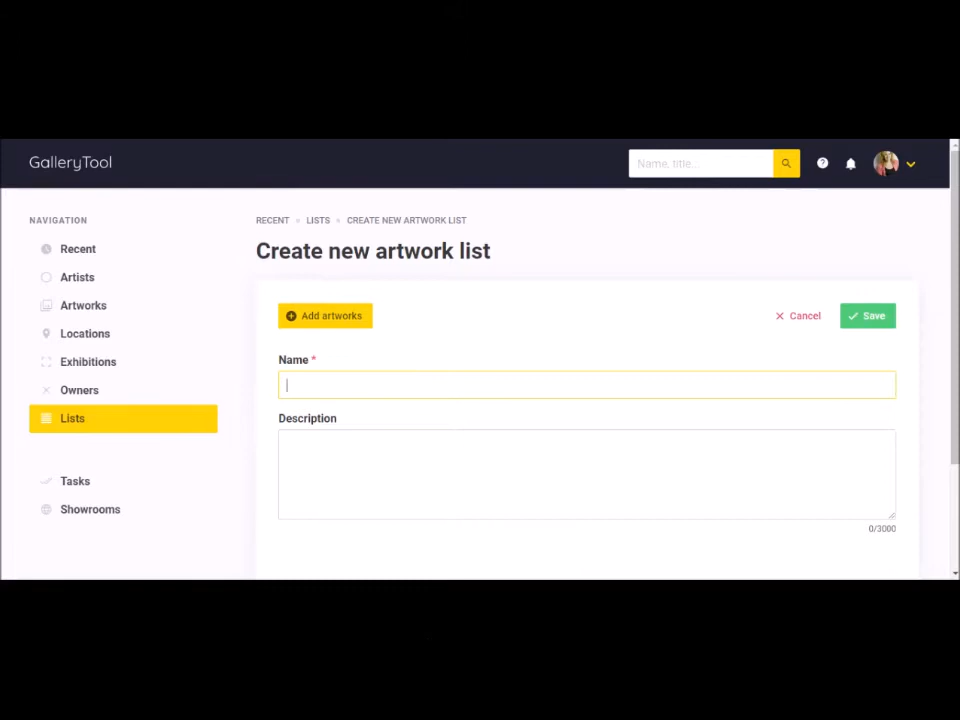 GalleryTool
Name, title...
NAVIGATION
Recent
Artists
Artworks
Locations
Exhibitions
Owners
Lists
Tasks
Showrooms
RECENT » LISTS » CREATE NEW ARTWORK LIST
Create new artwork list
Add artworks
Cancel
Save
Name *
Description
0/3000